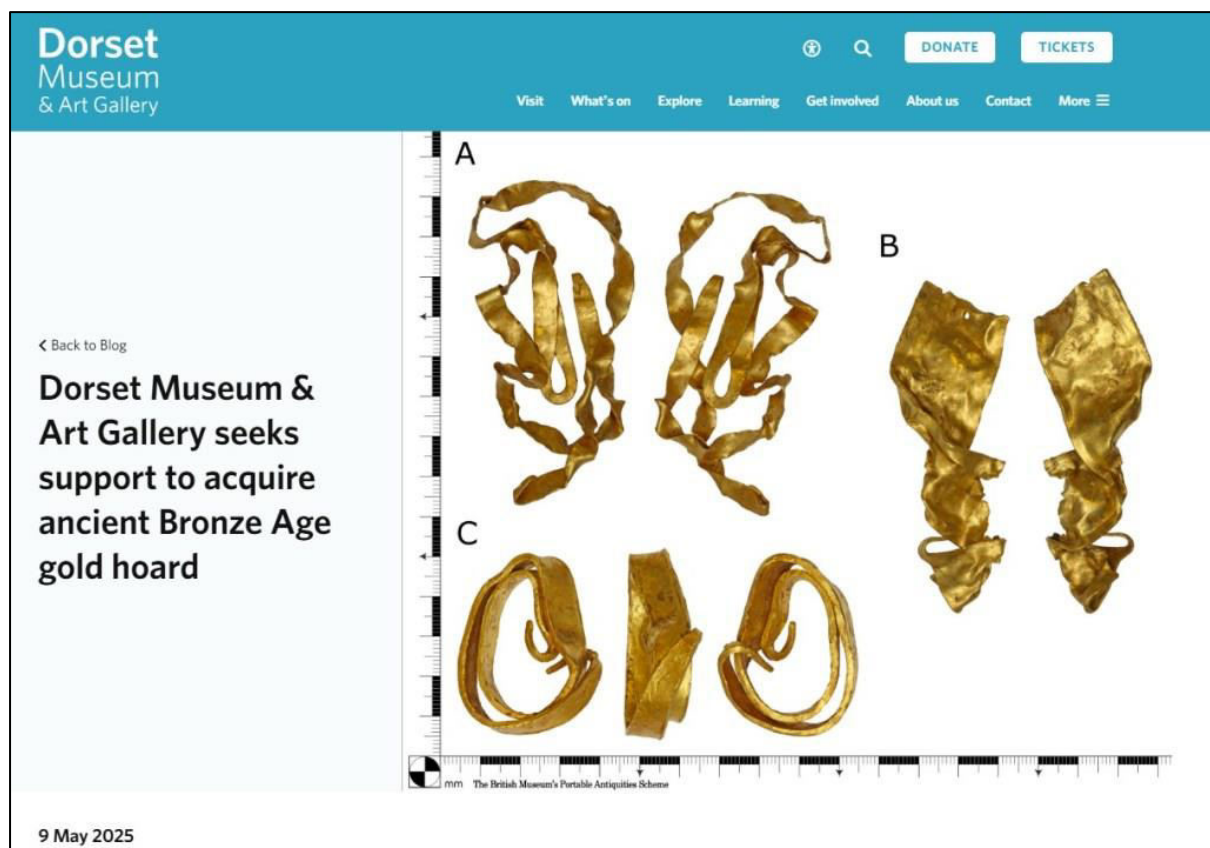 Dorset
Museum
& Art Gallery
DONATE
TICKETS
Visit What's on Explore Learning Get involved About us Contact More
Back to Blog
Dorset Museum &
Art Gallery seeks
support to acquire
ancient Bronze Age
gold hoard
A
B
C
mm The British Museum's Portable Antiquities Scheme
9 May 2025